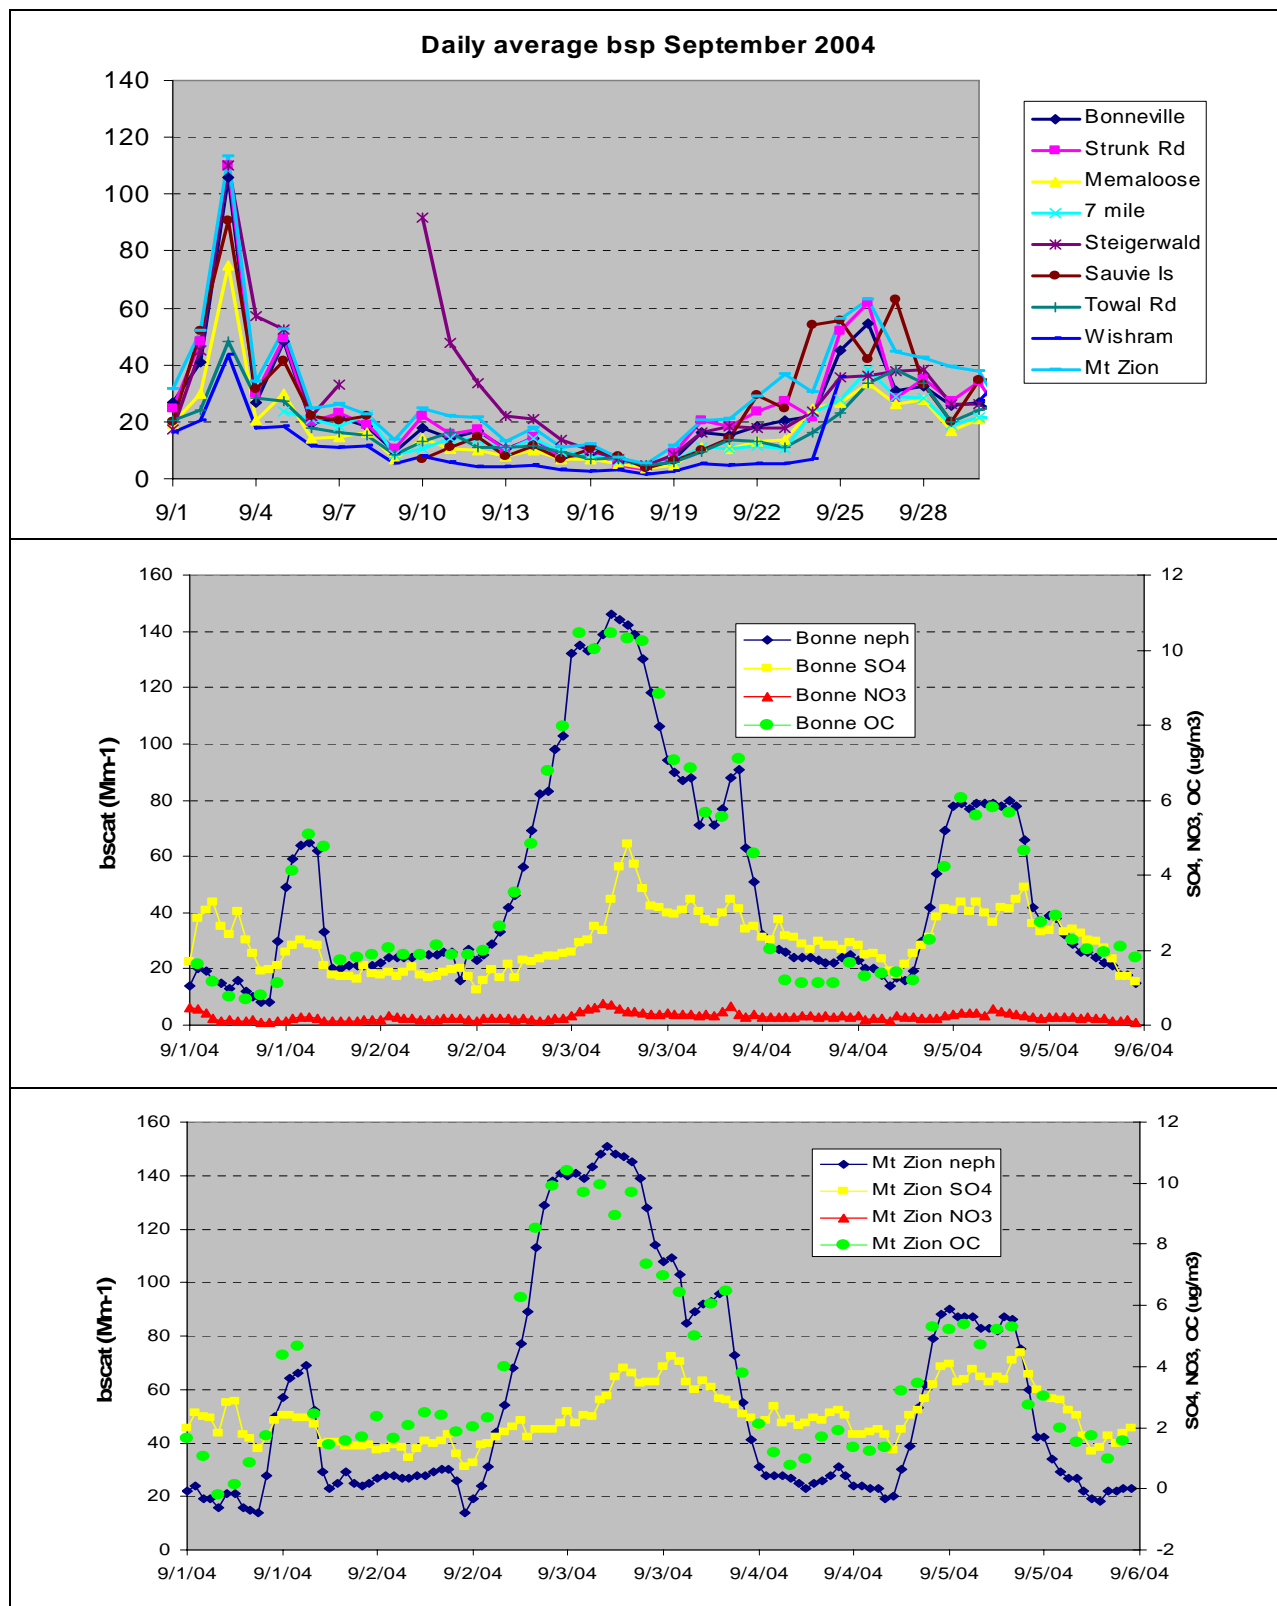 Daily average bsp September 2004
140
120
100
80
60
40
20
0
9/1 9/4 9/7 9/10 9/13 9/16 9/19 9/22 9/25 9/28
Bonneville
Strunk Rd
Memaloose
7 mile
Steigerwald
Sauvie Is
Towal Rd
Wishram
Mt Zion
160
140
120
100
80
60
40
20
0
bscat (Mm-1)
12
10
8
6
4
2
0
SO4, NO3, OC (ug/m3)
Bonne neph
Bonne SO4
Bonne NO3
Bonne OC
9/1/04 9/1/04 9/2/04 9/2/04 9/3/04 9/3/04 9/4/04 9/4/04 9/5/04 9/5/04 9/6/04
160
140
120
100
80
60
40
20
0
bscat (Mm-1)
12
10
8
6
4
2
0
-2
SO4, NO3, OC (ug/m3)
Mt Zion neph
Mt Zion SO4
Mt Zion NO3
Mt Zion OC
9/1/04 9/1/04 9/2/04 9/2/04 9/3/04 9/3/04 9/4/04 9/4/04 9/5/04 9/5/04 9/6/04